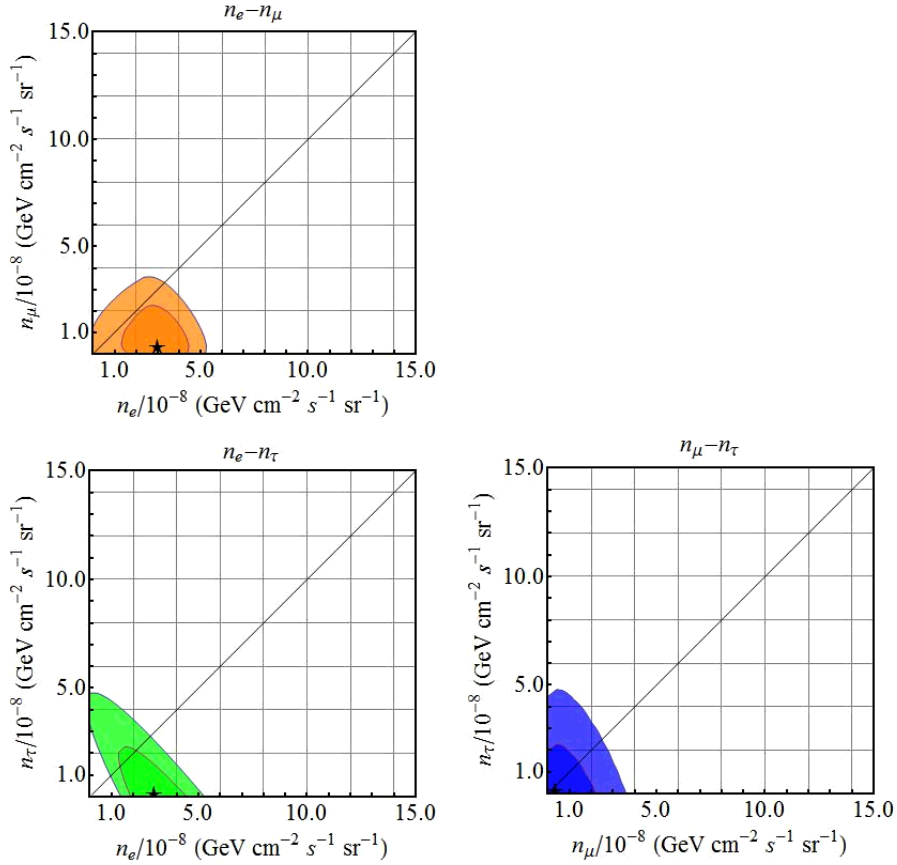 nₑ−n_μ
15.0
10.0
5.0
1.0
n_μ/10⁻⁸ (GeV cm⁻² s⁻¹ sr⁻¹)
1.0 5.0 10.0 15.0
nₑ/10⁻⁸ (GeV cm⁻² s⁻¹ sr⁻¹)
nₑ−n_τ
15.0
10.0
5.0
1.0
n_τ/10⁻⁸ (GeV cm⁻² s⁻¹ sr⁻¹)
1.0 5.0 10.0 15.0
nₑ/10⁻⁸ (GeV cm⁻² s⁻¹ sr⁻¹)
n_μ−n_τ
15.0
10.0
5.0
1.0
n_τ/10⁻⁸ (GeV cm⁻² s⁻¹ sr⁻¹)
1.0 5.0 10.0 15.0
n_μ/10⁻⁸ (GeV cm⁻² s⁻¹ sr⁻¹)